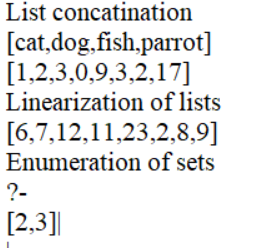 List concatination
[cat,dog,fish,parrot]
[1,2,3,0,9,3,2,17]
Linearization of lists
[6,7,12,11,23,2,8,9]
Enumeration of sets
?-
[2,3]